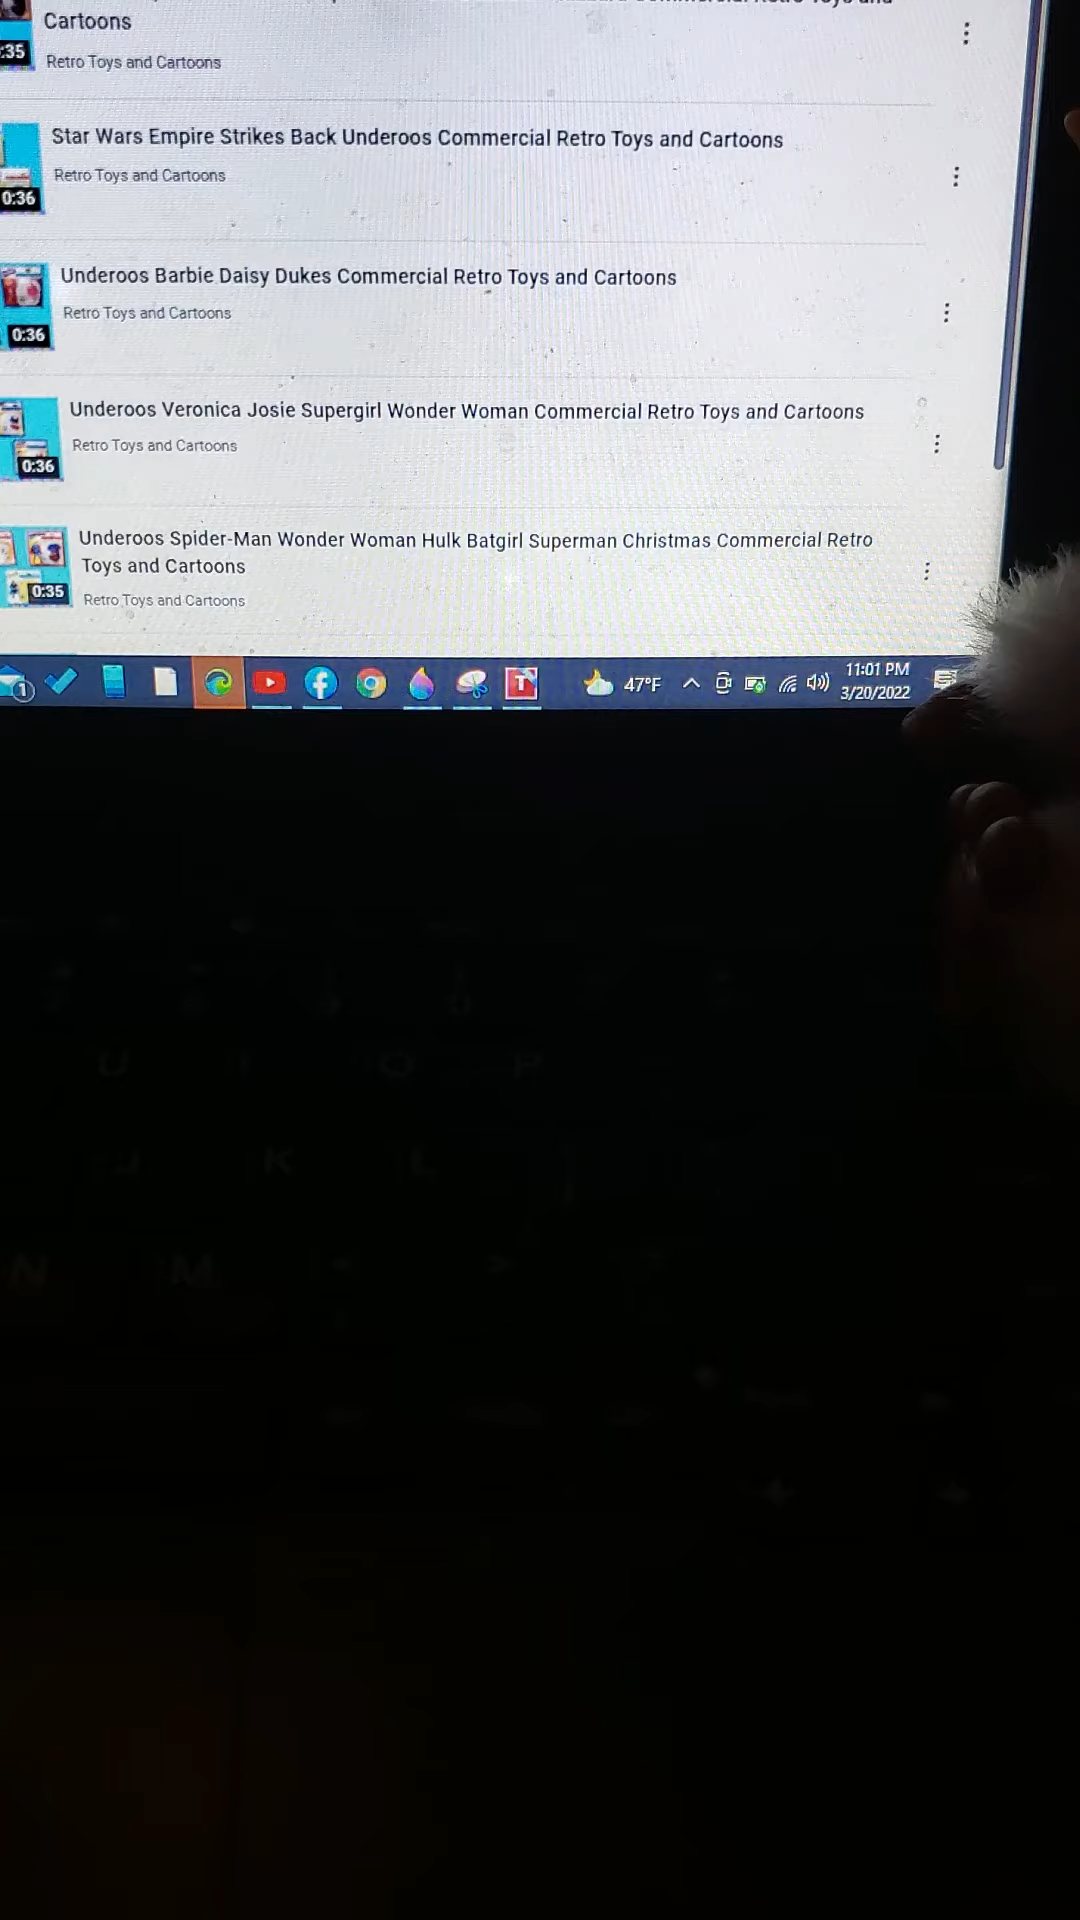 Cartoons
:35
Retro Toys and Cartoons
Star Wars Empire Strikes Back Underoos Commercial Retro Toys and Cartoons
Retro Toys and Cartoons
0:36
Underoos Barbie Daisy Dukes Commercial Retro Toys and Cartoons
Retro Toys and Cartoons
0:36
Underoos Veronica Josie Supergirl Wonder Woman Commercial Retro Toys and Cartoons
Retro Toys and Cartoons
0:36
Underoos Spider-Man Wonder Woman Hulk Batgirl Superman Christmas Commercial Retro
Toys and Cartoons
0:35
Retro Toys and Cartoons
1
T
47°F
11:01 PM
3/20/2022
U I O P
J K L
N M < >